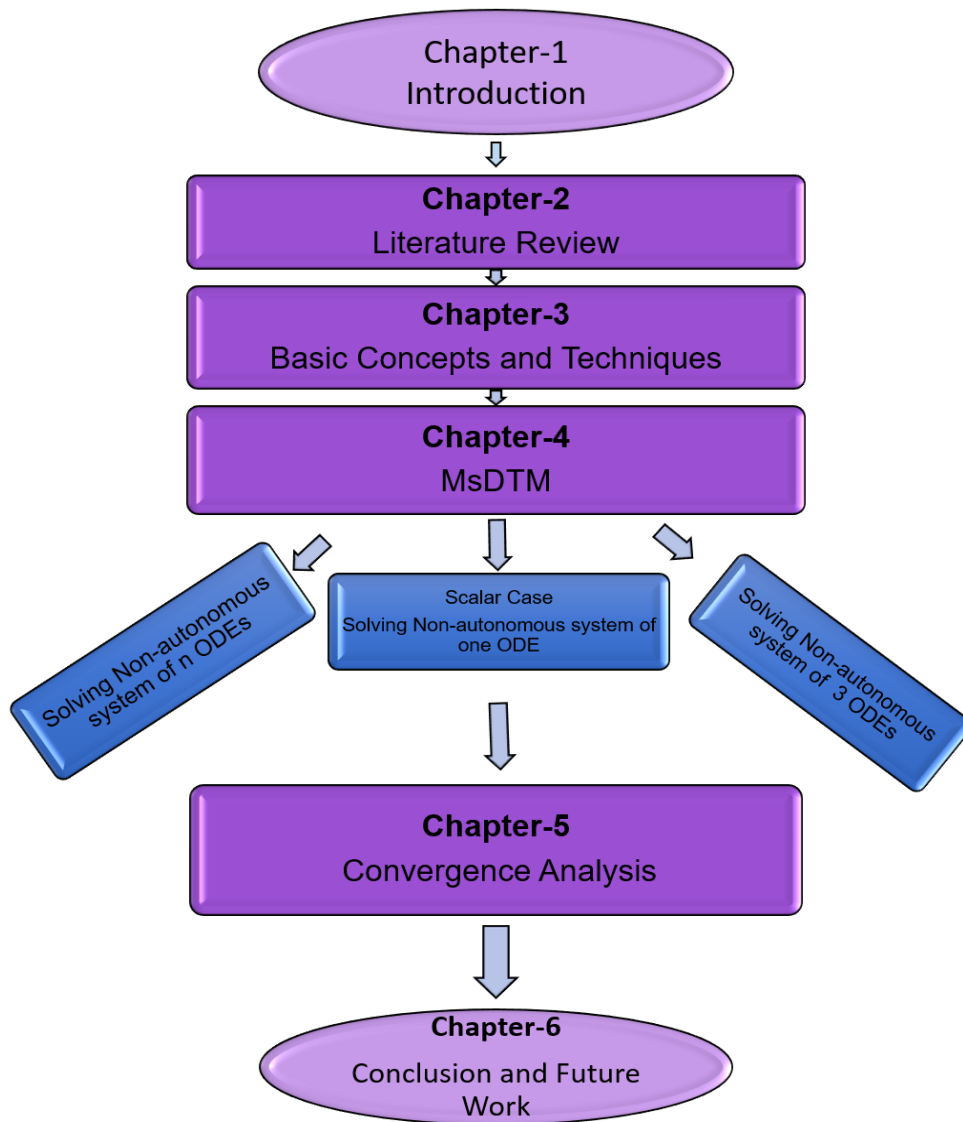 Chapter-1
Introduction
Chapter-2
Literature Review
Chapter-3
Basic Concepts and Techniques
Chapter-4
MsDTM
Solving Non-autonomous
system of n ODEs
Scalar Case
Solving Non-autonomous system of
one ODE
Solving Non-autonomous
system of 3 ODEs
Chapter-5
Convergence Analysis
Chapter-6
Conclusion and Future
Work